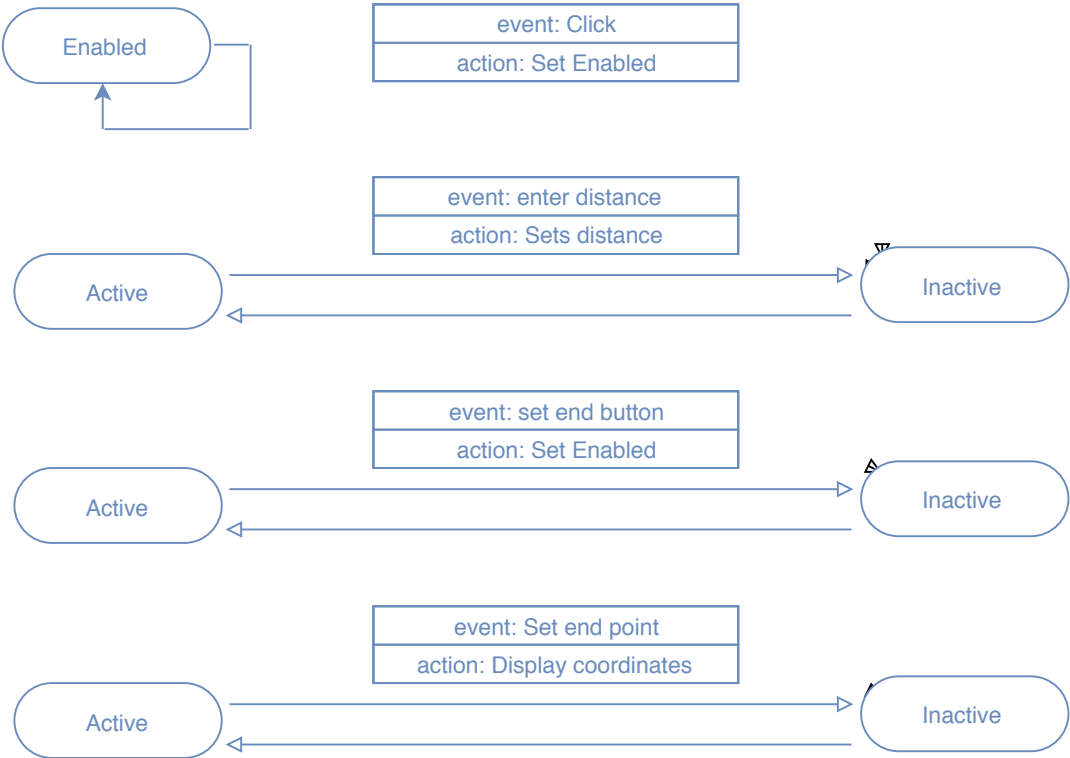 Enabled
event: Click
action: Set Enabled
event: enter distance
action: Sets distance
Active
Inactive
event: set end button
action: Set Enabled
Active
Inactive
event: Set end point
action: Display coordinates
Active
Inactive